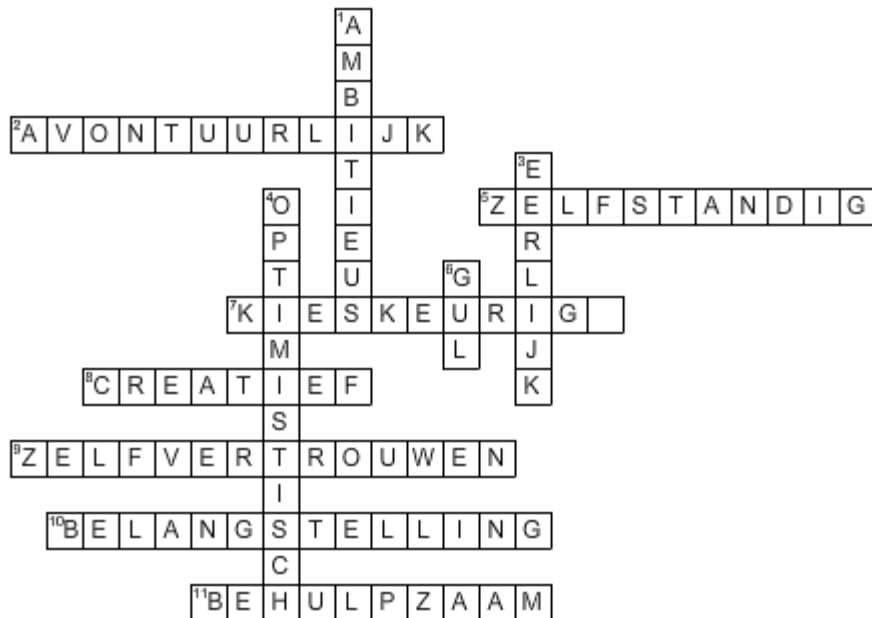 1 AMBITIEUS
2 AVONTUURLIJK
3 EERLIJK
4 OPTIMISTISCH
5 ZELFSTANDIG
6 GUL
7 KIESKEURIG
8 CREATIEF
9 ZELFVERTROUWEN
10 BELANGSTELLING
11 BEHULPZAAM